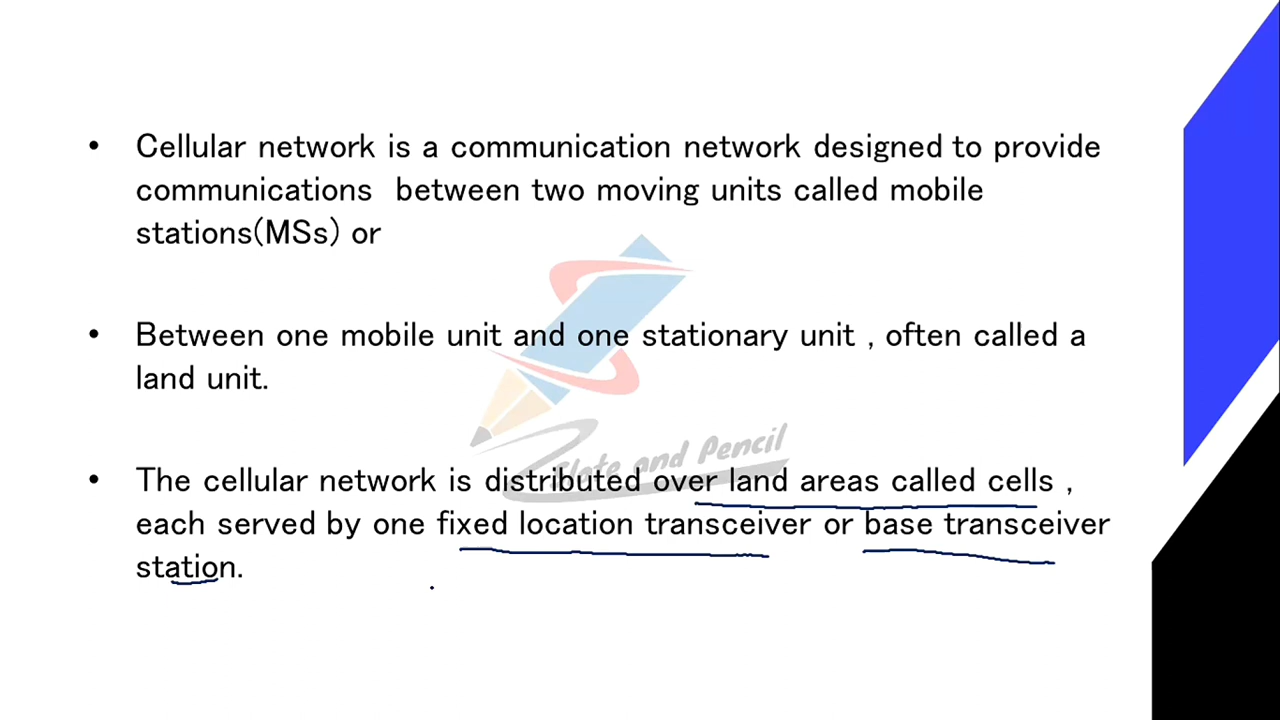 • Cellular network is a communication network designed to provide
communications between two moving units called mobile
stations(MSs) or
• Between one mobile unit and one stationary unit , often called a
land unit.
Slate and Pencil
• The cellular network is distributed over land areas called cells ,
each served by one fixed location transceiver or base transceiver
station.